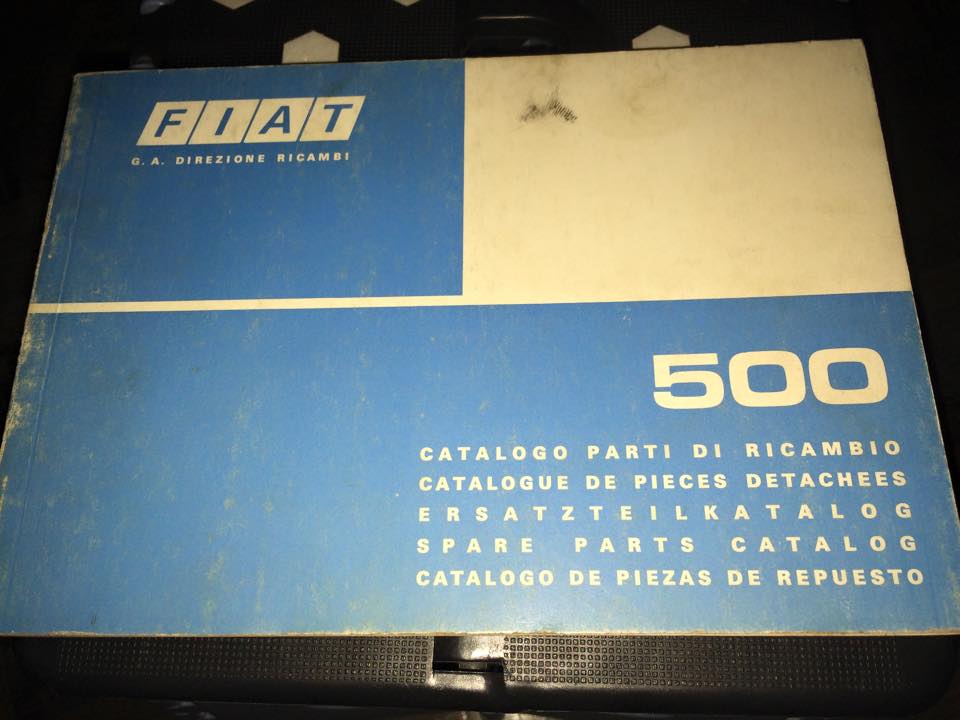 FIAT
G. A. DIREZIONE RICAMBI
500
CATALOGO PARTI DI RICAMBIO
CATALOGUE DE PIECES DETACHEES
ERSATZTEILKATALOG
SPARE PARTS CATALOG
CATALOGO DE PIEZAS DE REPUESTO